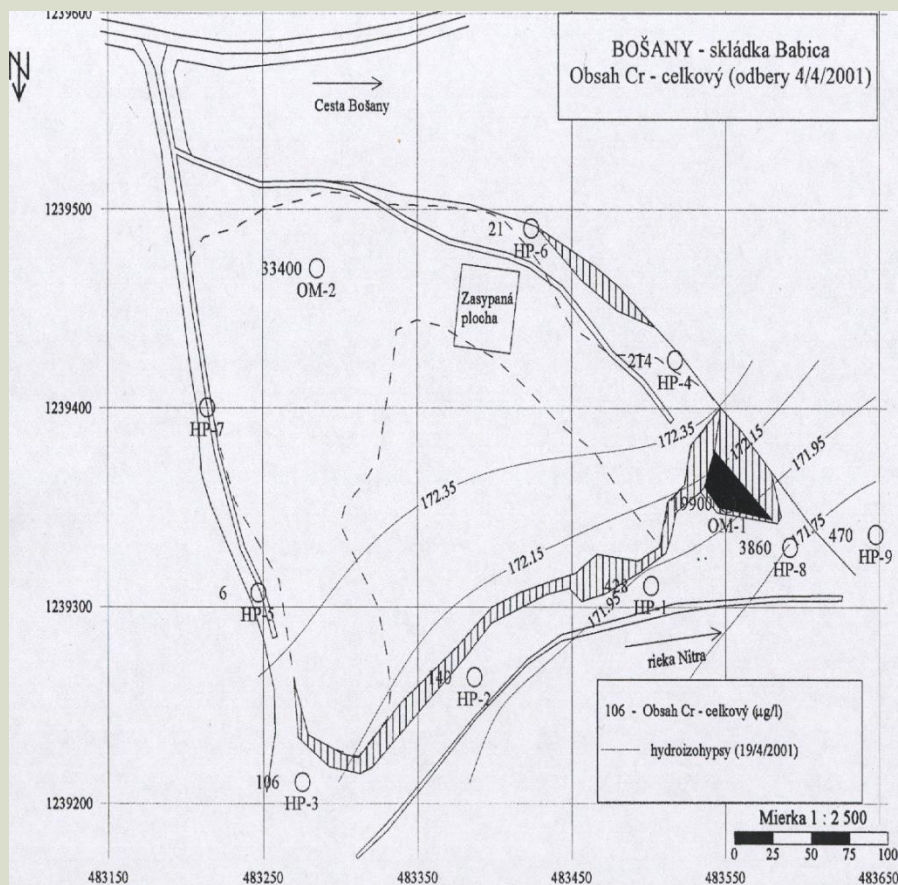 1239600
BOŠANY - skládka Babica
Obsah Cr - celkový (odbery 4/4/2001)
N
Cesta Bošany
1239500
21
HP-6
33400
OM-2
Zasypaná
plocha
214
HP-4
1239400
HP-7
172.35
172.15
171.95
172.35
OM-1
171.75
3860
HP-8
470
HP-9
172.15
428
HP-1
171.95
6
HP-5
1239300
rieka Nitra
140
HP-2
106 - Obsah Cr - celkový (µg/l)
hydroizohypsy (19/4/2001)
106
HP-3
1239200
Mierka 1 : 2 500
0 25 50 75 100
483150 483250 483350 483450 483550 483650